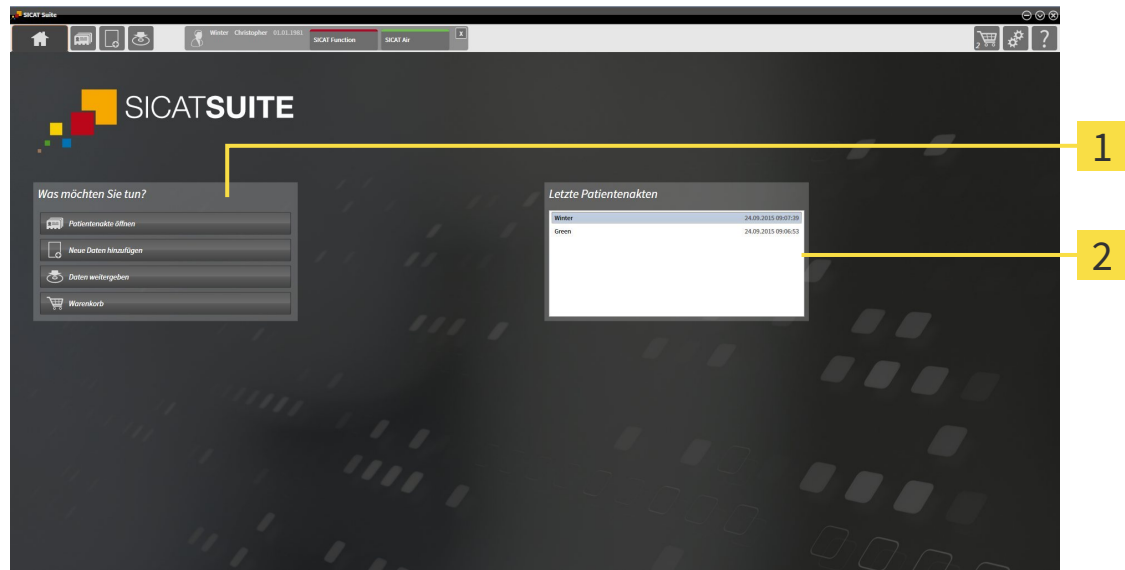 SICAT Suite
Winter Christopher 01.01.1981
SICAT Function
SICAT Air
X
2
?
SICATSUITE
1
Was möchten Sie tun?
Patientenakte öffnen
Neue Daten hinzufügen
Daten weitergeben
Warenkorb
Letzte Patientenakten
Winter 24.09.2015 09:07:39
Green 24.09.2015 09:06:53
2